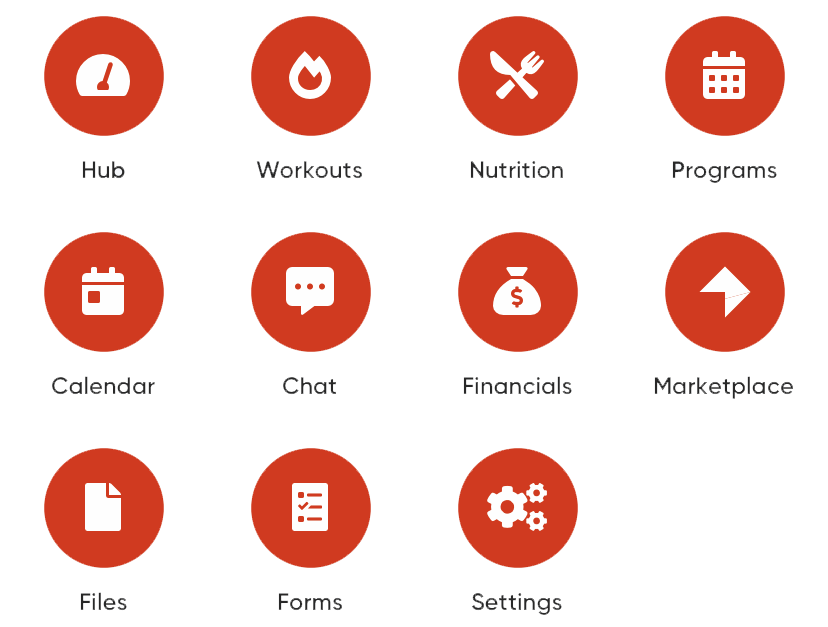 Hub
Workouts
Nutrition
Programs
Calendar
Chat
$
Financials
Marketplace
Files
Forms
Settings